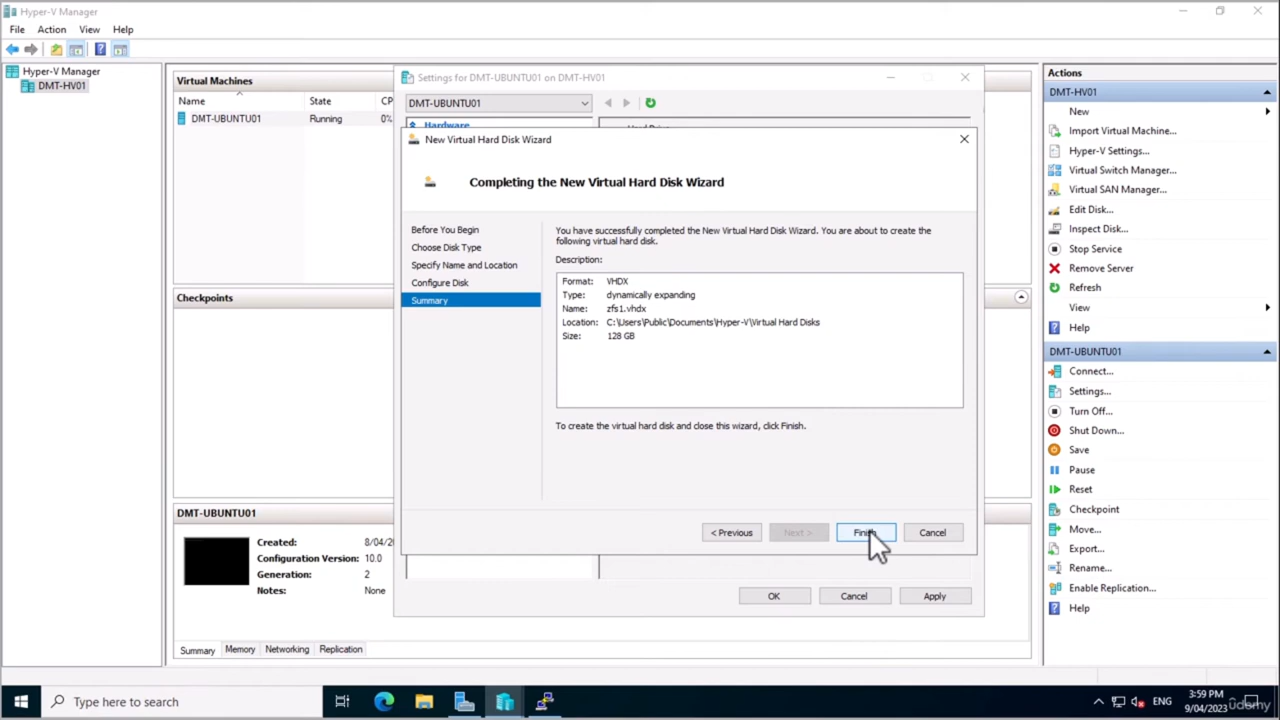 Hyper-V Manager
File Action View Help
Hyper-V Manager
DMT-HV01
Virtual Machines
Name State CP
DMT-UBUNTU01 Running 0%
Checkpoints
DMT-UBUNTU01
Created: 8/04/2
Configuration Version: 10.0
Generation: 2
Notes: None
Summary Memory Networking Replication
Settings for DMT-UBUNTU01 on DMT-HV01
DMT-UBUNTU01
Hardware
New Virtual Hard Disk Wizard
Completing the New Virtual Hard Disk Wizard
Before You Begin
Choose Disk Type
Specify Name and Location
Configure Disk
Summary
You have successfully completed the New Virtual Hard Disk Wizard. You are about to create the
following virtual hard disk.
Description:
Format: VHDX
Type: dynamically expanding
Name: zfs1.vhdx
Location: C:\Users\Public\Documents\Hyper-V\Virtual Hard Disks
Size: 128 GB
To create the virtual hard disk and close this wizard, click Finish.
< Previous Next > Finish Cancel
OK Cancel Apply
Actions
DMT-HV01
New
Import Virtual Machine...
Hyper-V Settings...
Virtual Switch Manager...
Virtual SAN Manager...
Edit Disk...
Inspect Disk...
Stop Service
Remove Server
Refresh
View
Help
DMT-UBUNTU01
Connect...
Settings...
Turn Off...
Shut Down...
Save
Pause
Reset
Checkpoint
Move...
Export...
Rename...
Enable Replication...
Help
Type here to search
ENG
3:59 PM
9/04/2023
udemy